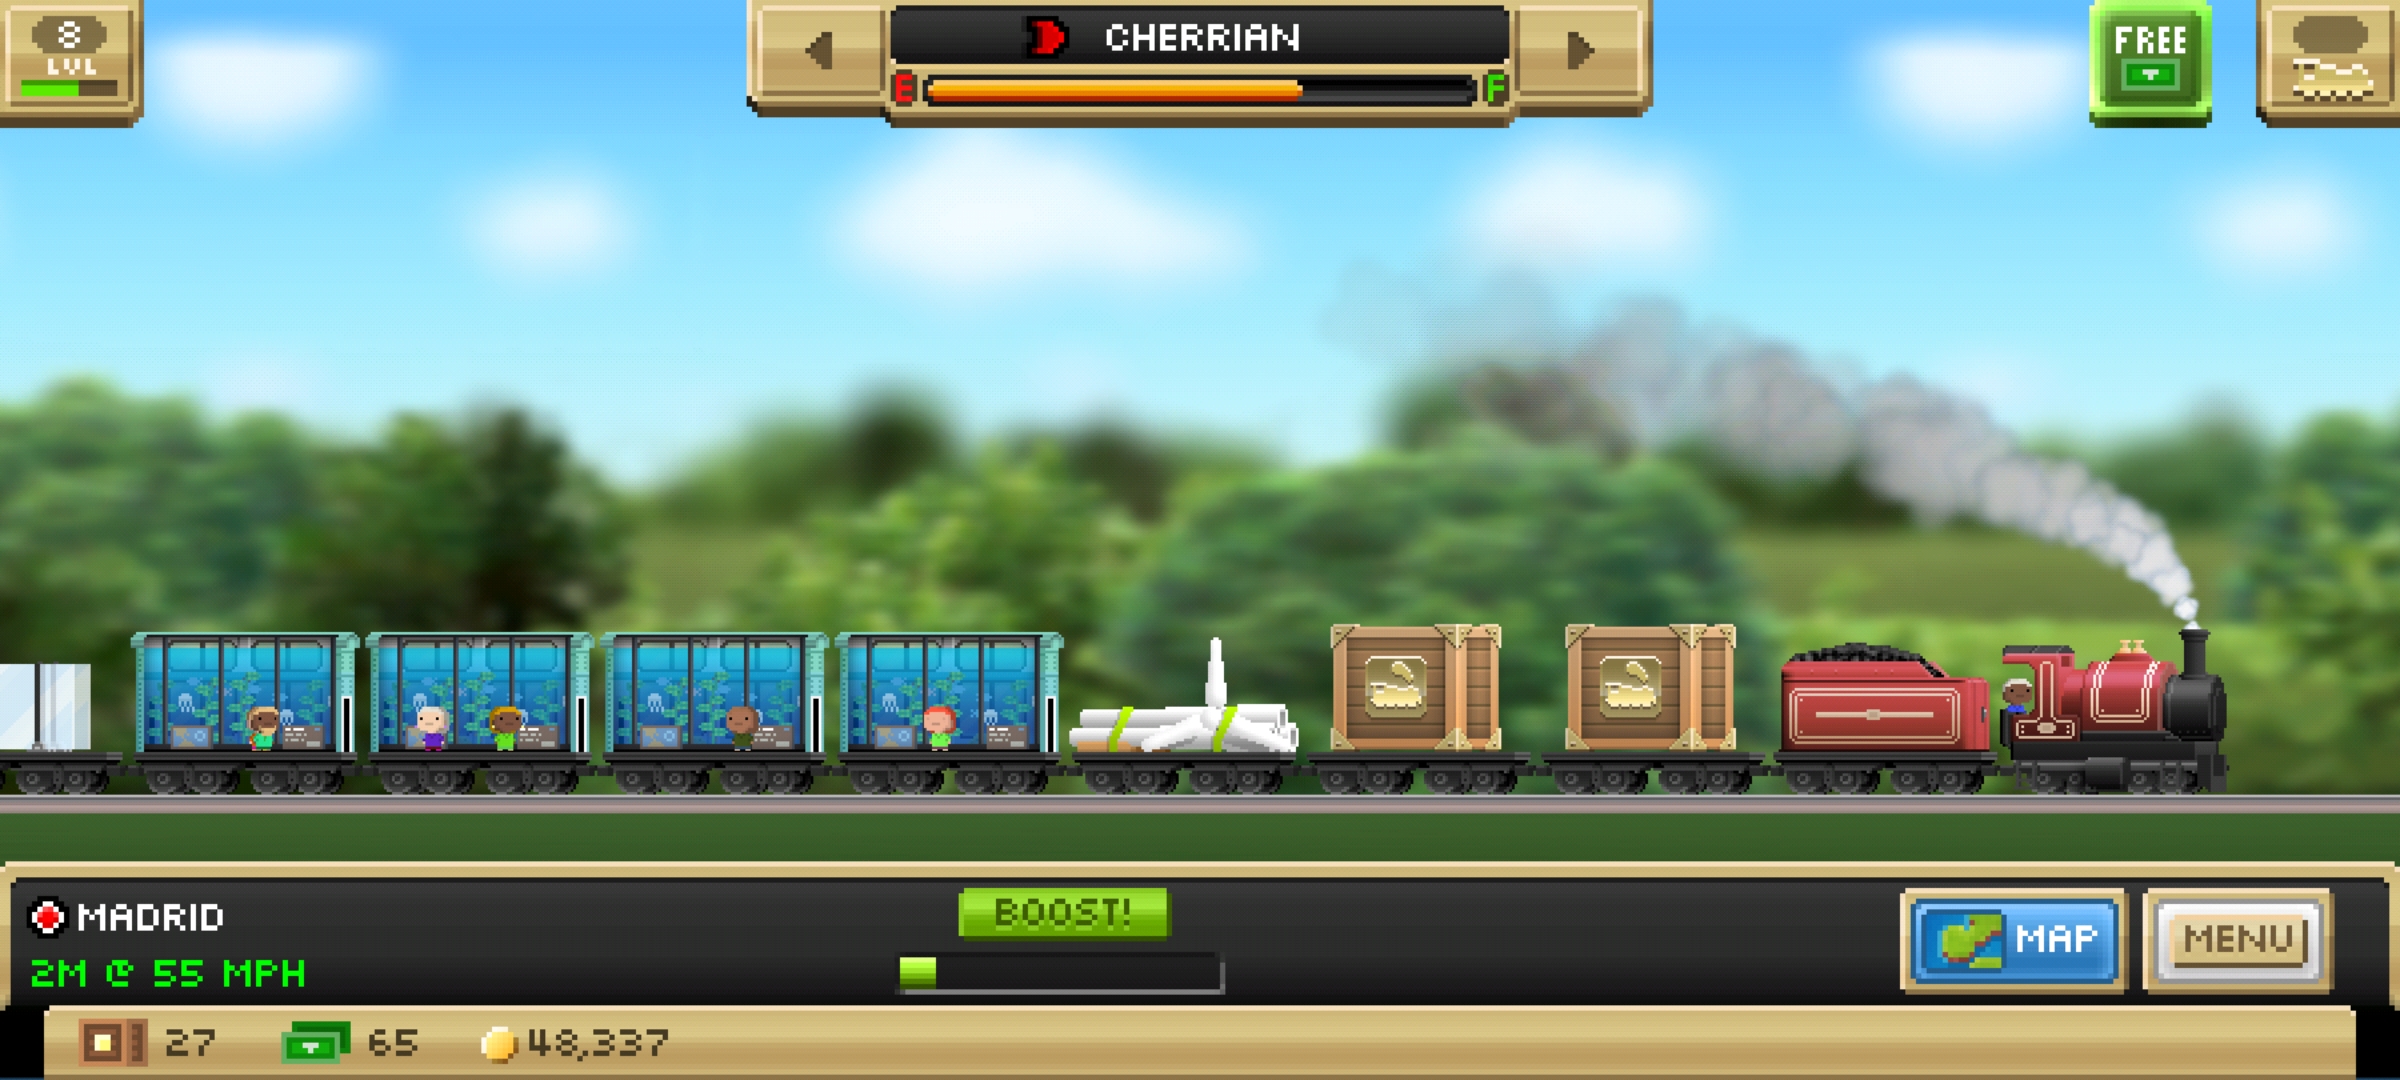 8
LVL
CHERRIAN
E F
FREE
MADRID
2M @ 55 MPH
BOOST!
MAP
MENU
27
65
48,337